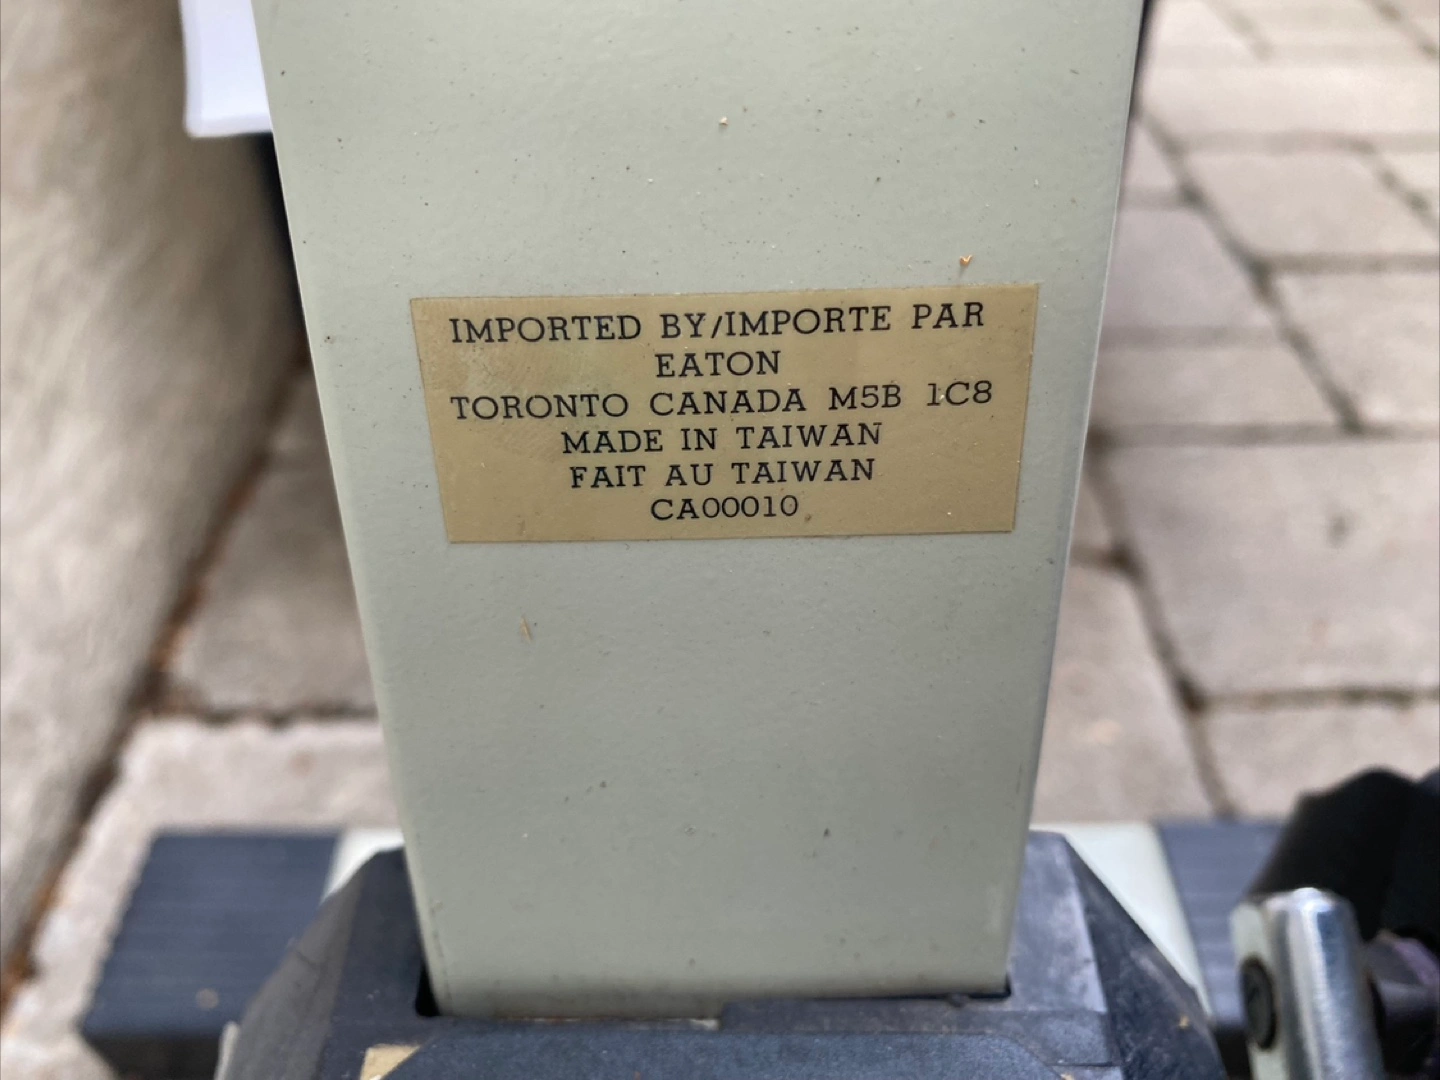 IMPORTED BY/IMPORTE PAR
EATON
TORONTO CANADA M5B 1C8
MADE IN TAIWAN
FAIT AU TAIWAN
CA00010